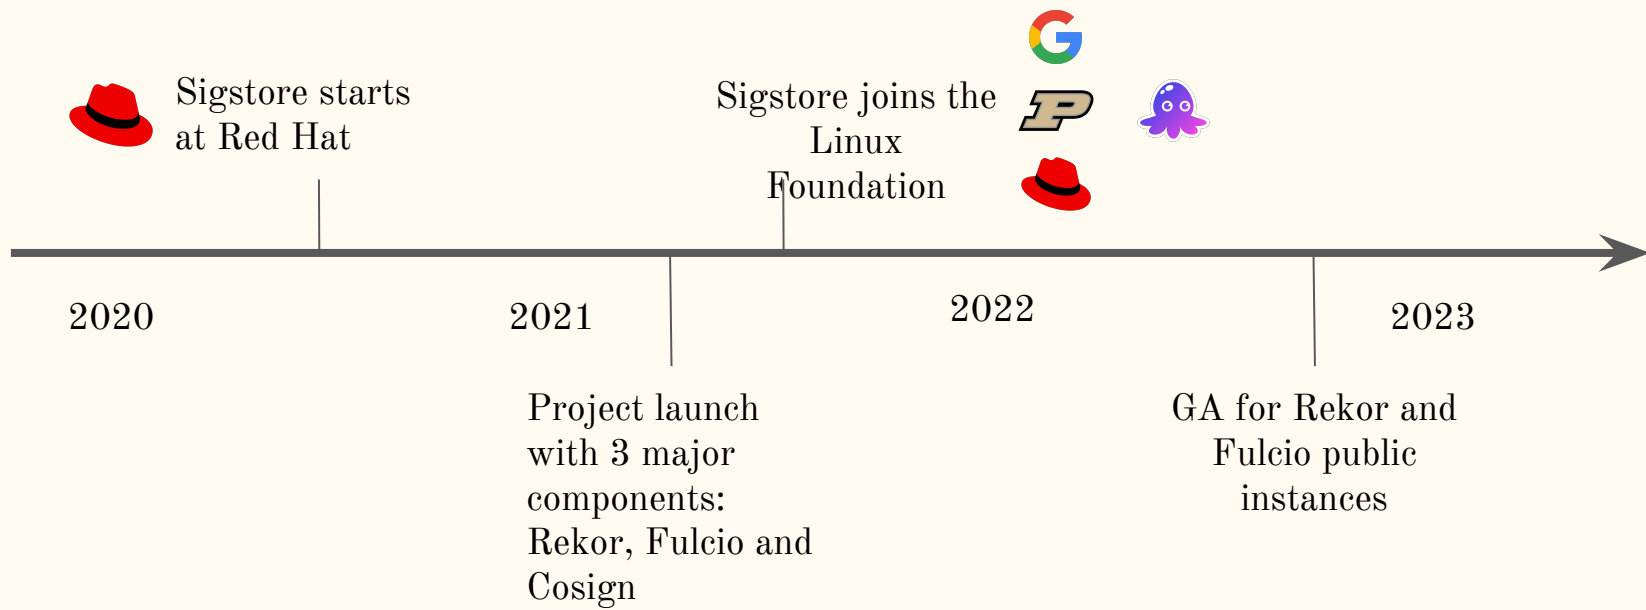 Sigstore starts
at Red Hat
Sigstore joins the
Linux
Foundation
P
2020
2021
2022
2023
Project launch
with 3 major
components:
Rekor, Fulcio and
Cosign
GA for Rekor and
Fulcio public
instances